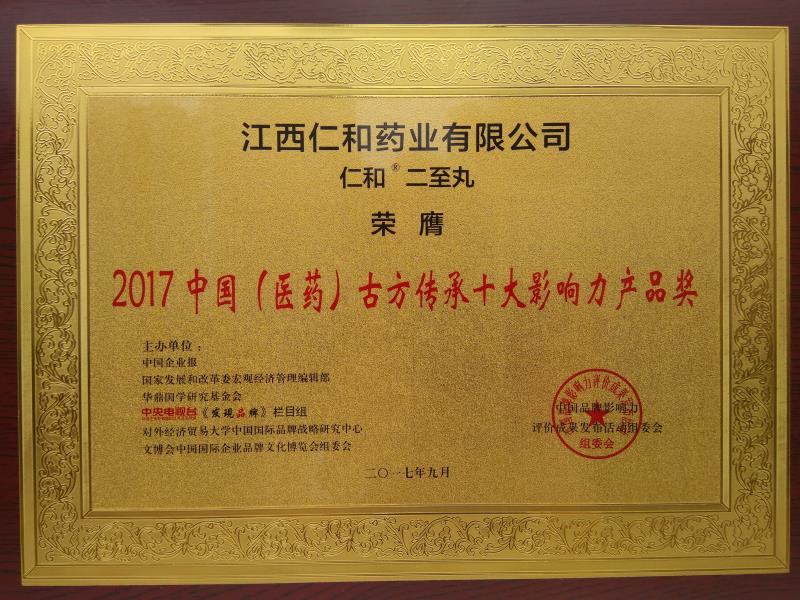 江西仁和药业有限公司
仁和® 二至丸
荣 膺
2017 中国（医药）古方传承十大影响力产品奖
主办单位：
中国企业报
国家发展和改革委宏观经济管理编辑部
华鼎国学研究基金会
中央电视台《发现品牌》栏目组
对外经济贸易大学中国国际品牌战略研究中心
文博会中国国际企业品牌文化博览会组委会
中国品牌影响力
评价成果发布活动组委会
组委会
二〇一七年九月